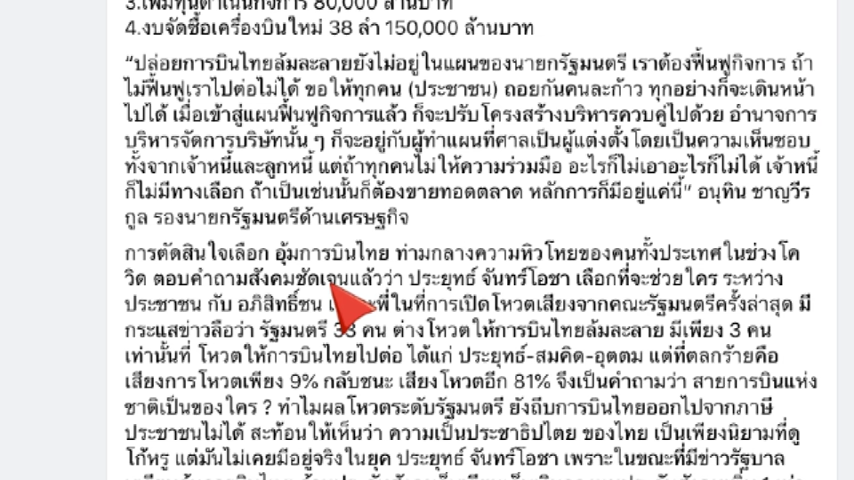 3.เพิ่มทุนดำเนินกิจการ 80,000 ล้านบาท
4.งบจัดซื้อเครื่องบินใหม่ 38 ลำ 150,000 ล้านบาท
“ปล่อยการบินไทยล้มละลายยังไม่อยู่ในแผนของนายกรัฐมนตรี เราต้องฟื้นฟูกิจการ ถ้า
ไม่ฟื้นฟูเราไปต่อไม่ได้ ขอให้ทุกคน (ประชาชน) ถอยกันคนละก้าว ทุกอย่างก็จะเดินหน้า
ไปได้ เมื่อเข้าสู่แผนฟื้นฟูกิจการแล้ว ก็จะปรับโครงสร้างบริหารควบคู่ไปด้วย อำนาจการ
บริหารจัดการบริษัทนั้น ๆ ก็จะอยู่กับผู้ทำแผนที่ศาลเป็นผู้แต่งตั้งโดยเป็นความเห็นชอบ
ทั้งจากเจ้าหนี้และลูกหนี้ แต่ถ้าทุกคนไม่ให้ความร่วมมือ อะไรก็ไม่เอาอะไรก็ไม่ได้ เจ้าหนี้
ก็ไม่มีทางเลือก ถ้าเป็นเช่นนั้นก็ต้องขายทอดตลาด หลักการก็มีอยู่แค่นี้” อนุทิน ชาญวีร
กูล รองนายกรัฐมนตรีด้านเศรษฐกิจ
การตัดสินใจเลือก อุ้มการบินไทย ท่ามกลางความหิวโหยของคนทั้งประเทศในช่วงโค
วิด ตอบคำถามสังคมชัดเจนแล้วว่า ประยุทธ์ จันทร์โอชา เลือกที่จะช่วยใคร ระหว่าง
ประชาชน กับ อภิสิทธิ์ชน พี่ในที่การเปิดโหวตเสียงจากคณะรัฐมนตรีครั้งล่าสุด มี
กระแสข่าวลือว่า รัฐมนตรี 33 คน ต่างโหวตให้การบินไทยล้มละลาย มีเพียง 3 คน
เท่านั้นที่ โหวตให้การบินไทยไปต่อ ได้แก่ ประยุทธ์-สมคิด-อุตตม แต่ที่ตลกร้ายคือ
เสียงการโหวตเพียง 9% กลับชนะ เสียงโหวตอีก 81% จึงเป็นคำถามว่า สายการบินแห่ง
ชาติเป็นของใคร ? ทำไมผลโหวตระดับรัฐมนตรี ยังถีบการบินไทยออกไปจากภาษี
ประชาชนไม่ได้ สะท้อนให้เห็นว่า ความเป็นประชาธิปไตย ของไทย เป็นเพียงนิยามที่ดู
โก้หรู แต่มันไม่เคยมีอยู่จริงในยุค ประยุทธ์ จันทร์โอชา เพราะในขณะที่มีข่าวรัฐบาล